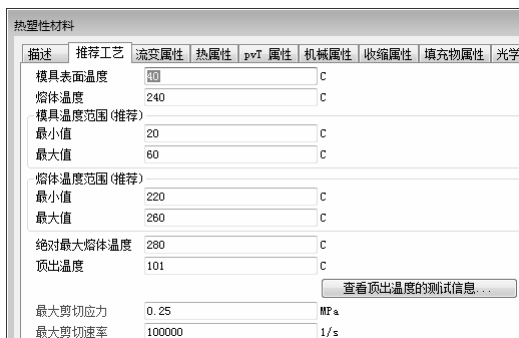 热塑性材料
描述 推荐工艺 流变属性 热属性 pvT 属性 机械属性 收缩属性 填充物属性 光学
模具表面温度 40 C
熔体温度 240 C
模具温度范围(推荐)
最小值 20 C
最大值 60 C
熔体温度范围(推荐)
最小值 220 C
最大值 260 C
绝对最大熔体温度 280 C
顶出温度 101 C
查看顶出温度的测试信息...
最大剪切应力 0.25 MPa
最大剪切速率 100000 1/s